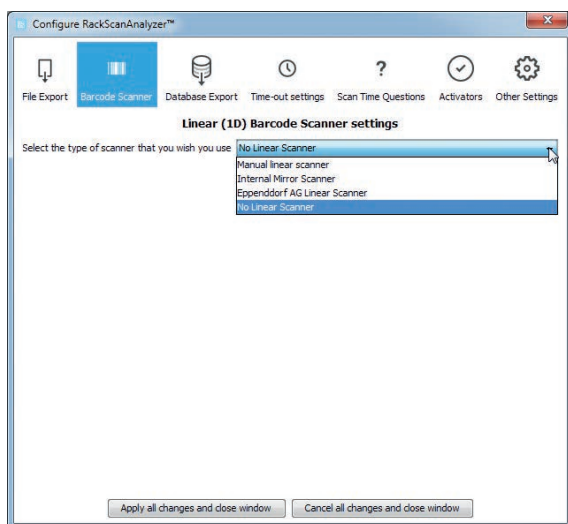 Configure RackScanAnalyzer™
File Export Barcode Scanner Database Export Time-out settings Scan Time Questions Activators Other Settings
Linear (1D) Barcode Scanner settings
Select the type of scanner that you wish you use No Linear Scanner
Manual linear scanner
Internal Mirror Scanner
Eppenddorf AG Linear Scanner
No Linear Scanner
Apply all changes and close window Cancel all changes and close window